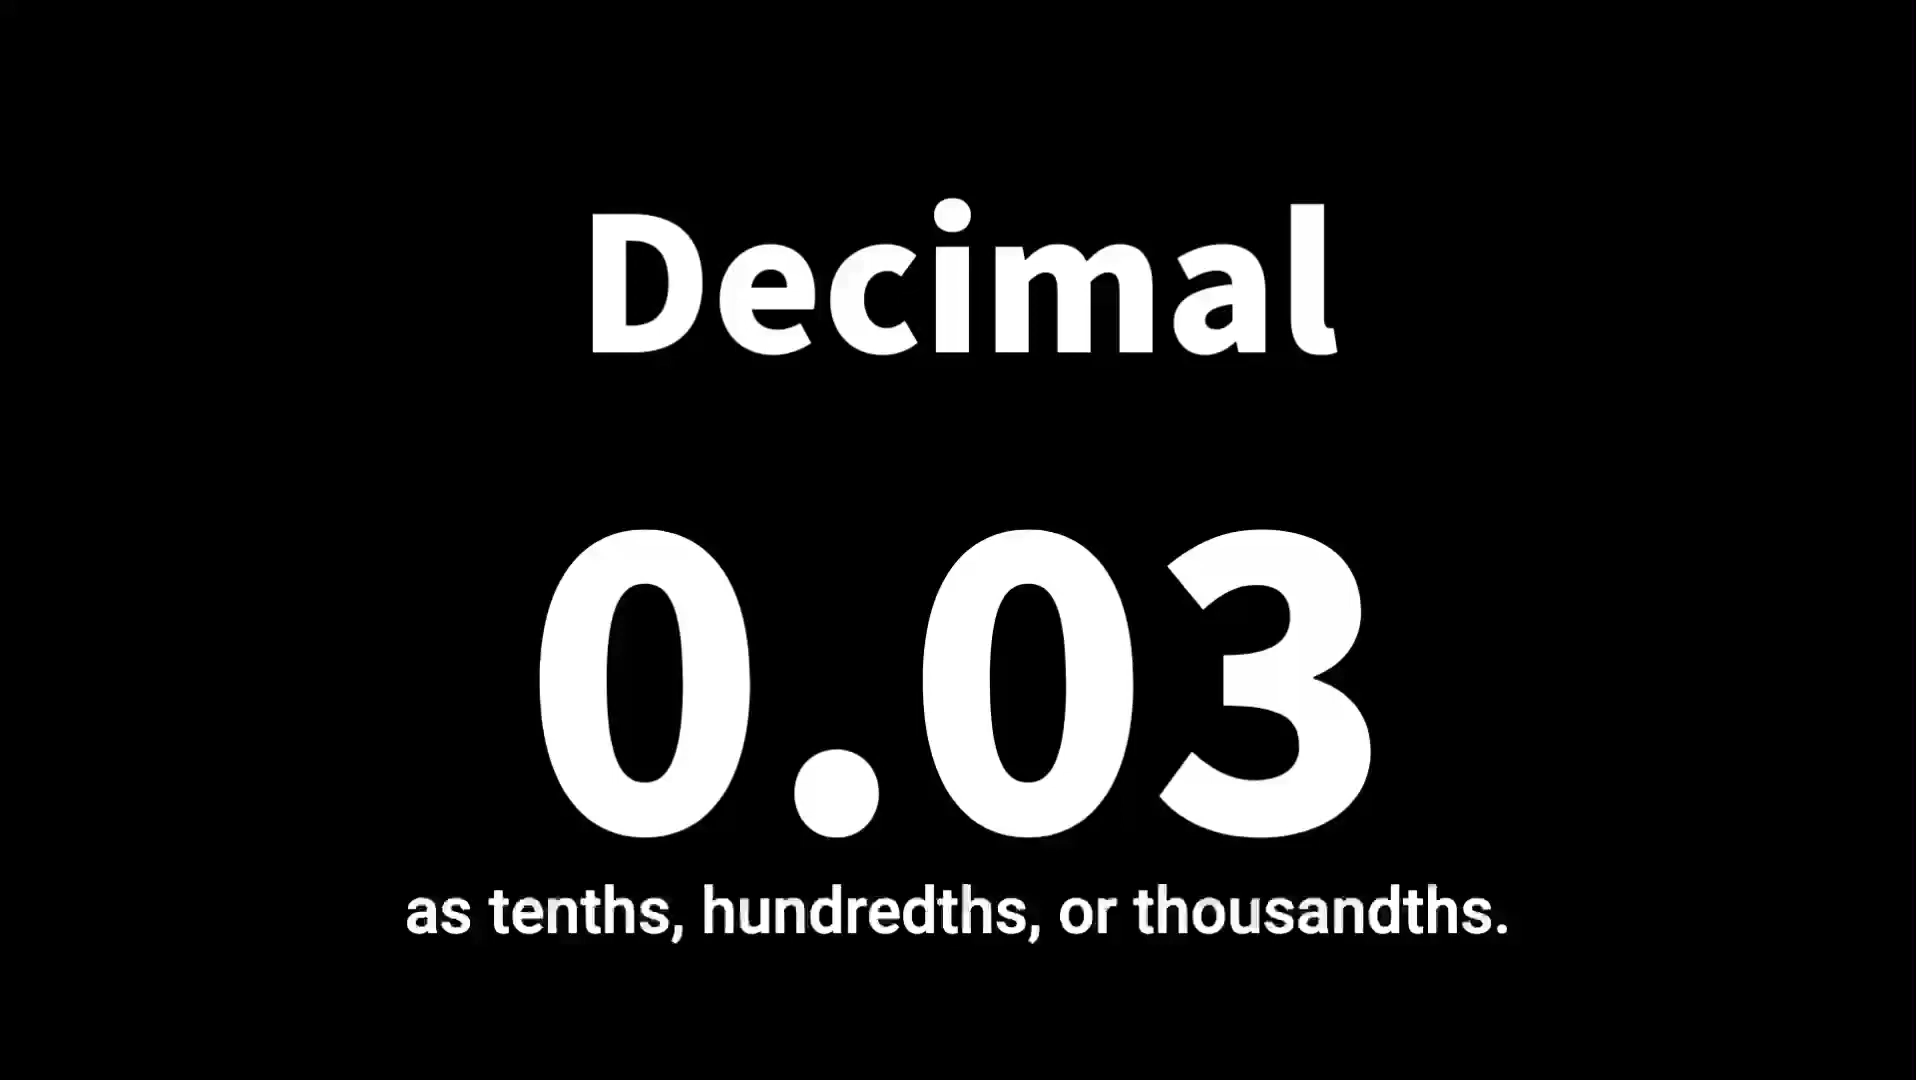 Decimal
0.03
as tenths, hundredths, or thousandths.